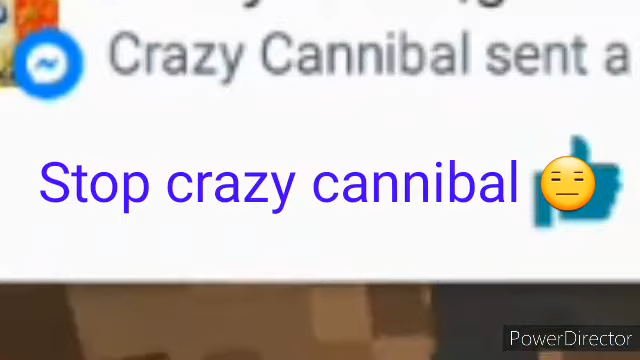 Crazy Cannibal sent a
Stop crazy cannibal 😑
PowerDirector